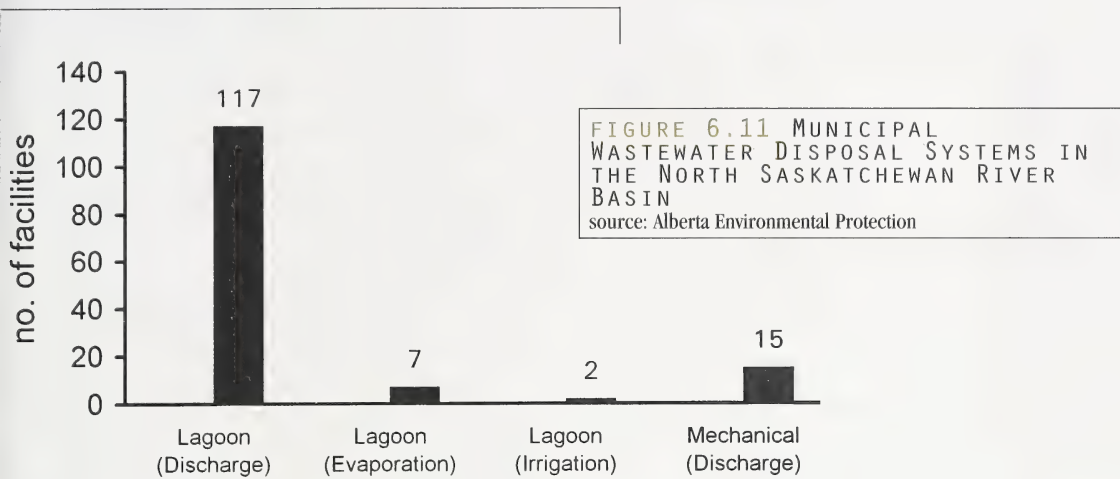 140
120
100
80
60
40
20
0
no. of facilities
117
7
2
15
Lagoon
(Discharge)
Lagoon
(Evaporation)
Lagoon
(Irrigation)
Mechanical
(Discharge)
FIGURE 6.11 MUNICIPAL
WASTEWATER DISPOSAL SYSTEMS IN
THE NORTH SASKATCHEWAN RIVER
BASIN
source: Alberta Environmental Protection